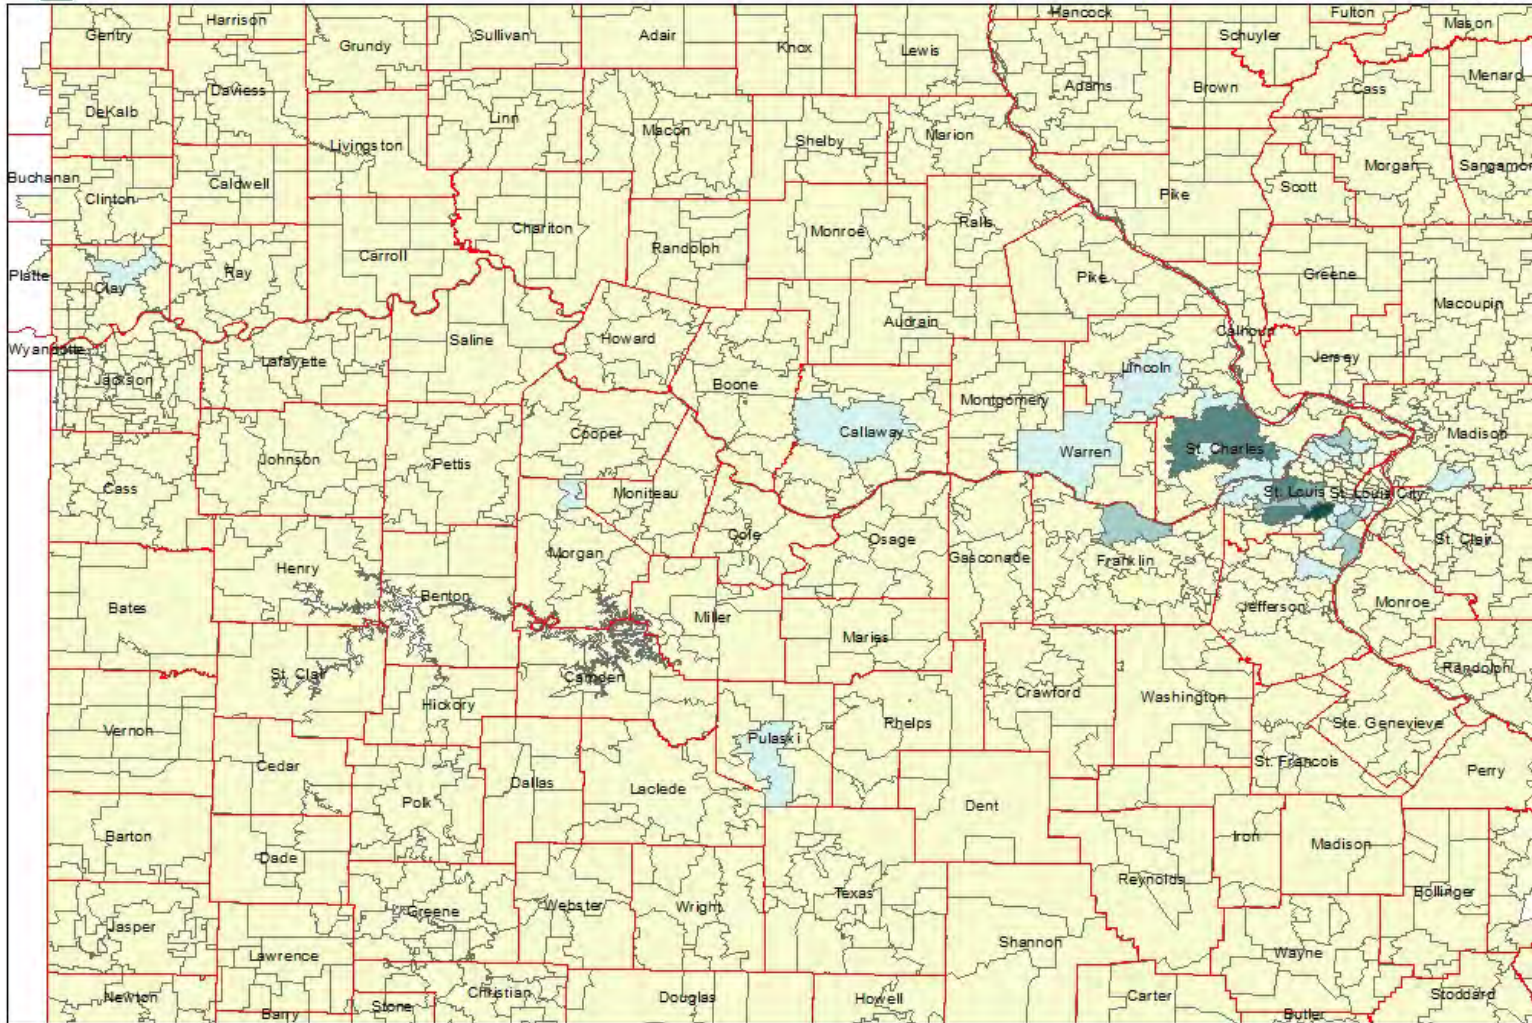 Gentry
Harrison
Grundy
Sullivan
Adair
Knox
Lewis
Hancock
Schuyler
Fulton
Mason
DeKalb
Daviess
Linn
Macon
Shelby
Marion
Adams
Brown
Cass
Menard
Livingston
Buchanan
Clinton
Caldwell
Chariton
Randolph
Monroe
Ralls
Pike
Scott
Morgan
Sangamon
Platte
Clay
Ray
Carroll
Pike
Greene
Macoupin
Wyandotte
Jackson
Lafayette
Saline
Howard
Boone
Audrain
Calhoun
Jersey
Lincoln
Montgomery
Callaway
Warren
St. Charles
Madison
Cooper
Johnson
Pettis
Cass
Moniteau
St. Louis
St. Louis City
Morgan
Cole
Osage
Gasconade
Franklin
St. Clair
Henry
Benton
Bates
Miller
Maries
Jefferson
Monroe
St. Clair
Camden
Hickory
Crawford
Washington
Randolph
Vernon
Pulaski
Phelps
Ste. Genevieve
Cedar
Dallas
Laclede
St. Francois
Perry
Polk
Dent
Barton
Dade
Iron
Madison
Texas
Reynolds
Bollinger
Jasper
Greene
Webster
Wright
Lawrence
Shannon
Wayne
Newton
Barry
Stone
Christian
Douglas
Howell
Carter
Butler
Stoddard